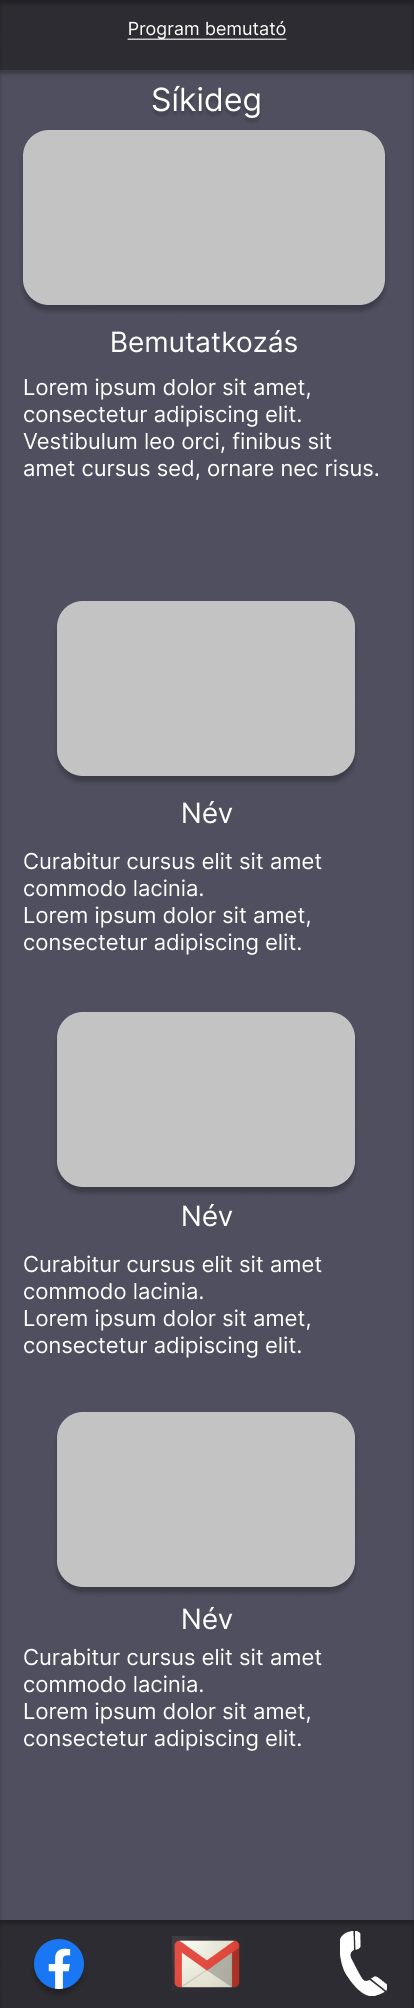 Program bemutató
Síkideg
Bemutatkozás
Lorem ipsum dolor sit amet,
consectetur adipiscing elit.
Vestibulum leo orci, finibus sit
amet cursus sed, ornare nec risus.
Név
Curabitur cursus elit sit amet
commodo lacinia.
Lorem ipsum dolor sit amet,
consectetur adipiscing elit.
Név
Curabitur cursus elit sit amet
commodo lacinia.
Lorem ipsum dolor sit amet,
consectetur adipiscing elit.
Név
Curabitur cursus elit sit amet
commodo lacinia.
Lorem ipsum dolor sit amet,
consectetur adipiscing elit.